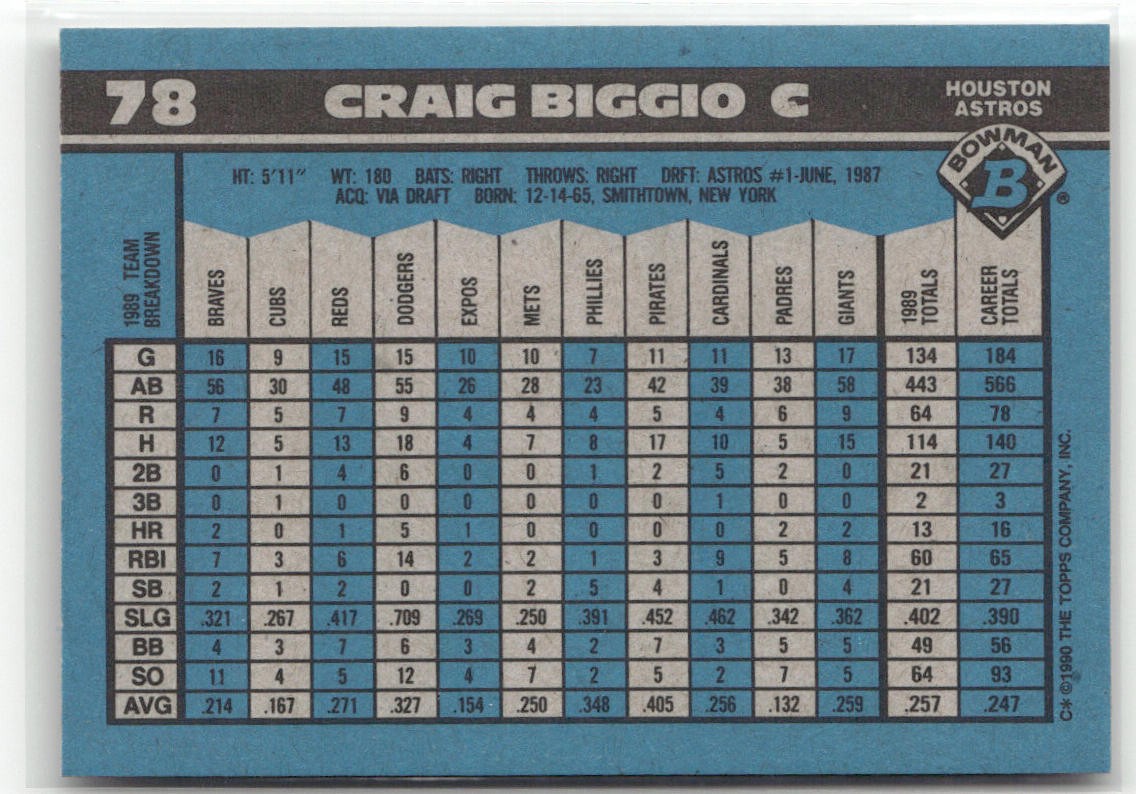 78 CRAIG BIGGIO C HOUSTON ASTROS
BOWMAN
B
®
HT: 5'11" WT: 180 BATS: RIGHT THROWS: RIGHT DRFT: ASTROS #1-JUNE, 1987
ACQ: VIA DRAFT BORN: 12-14-65, SMITHTOWN, NEW YORK
1989 TEAM BREAKDOWN BRAVES CUBS REDS DODGERS EXPOS METS PHILLIES PIRATES CARDINALS PADRES GIANTS 1989 TOTALS CAREER TOTALS
G 16 9 15 15 10 10 7 11 11 13 17 134 184
AB 56 30 48 55 26 28 23 42 39 38 58 443 566
R 7 5 7 9 4 4 4 5 4 6 9 64 78
H 12 5 13 18 4 7 8 17 10 5 15 114 140
2B 0 1 4 6 0 0 1 2 5 2 0 21 27
3B 0 1 0 0 0 0 0 0 1 0 0 2 3
HR 2 0 1 5 1 0 0 0 0 2 2 13 16
RBI 7 3 6 14 2 2 1 3 9 5 8 60 65
SB 2 1 2 0 0 2 5 4 1 0 4 21 27
SLG .321 .267 .417 .709 .269 .250 .391 .452 .462 .342 .362 .402 .390
BB 4 3 7 6 3 4 2 7 3 5 5 49 56
SO 11 4 5 12 4 7 2 5 2 7 5 64 93
AVG .214 .167 .271 .327 .154 .250 .348 .405 .256 .132 .259 .257 .247
C* ©1990 THE TOPPS COMPANY, INC.